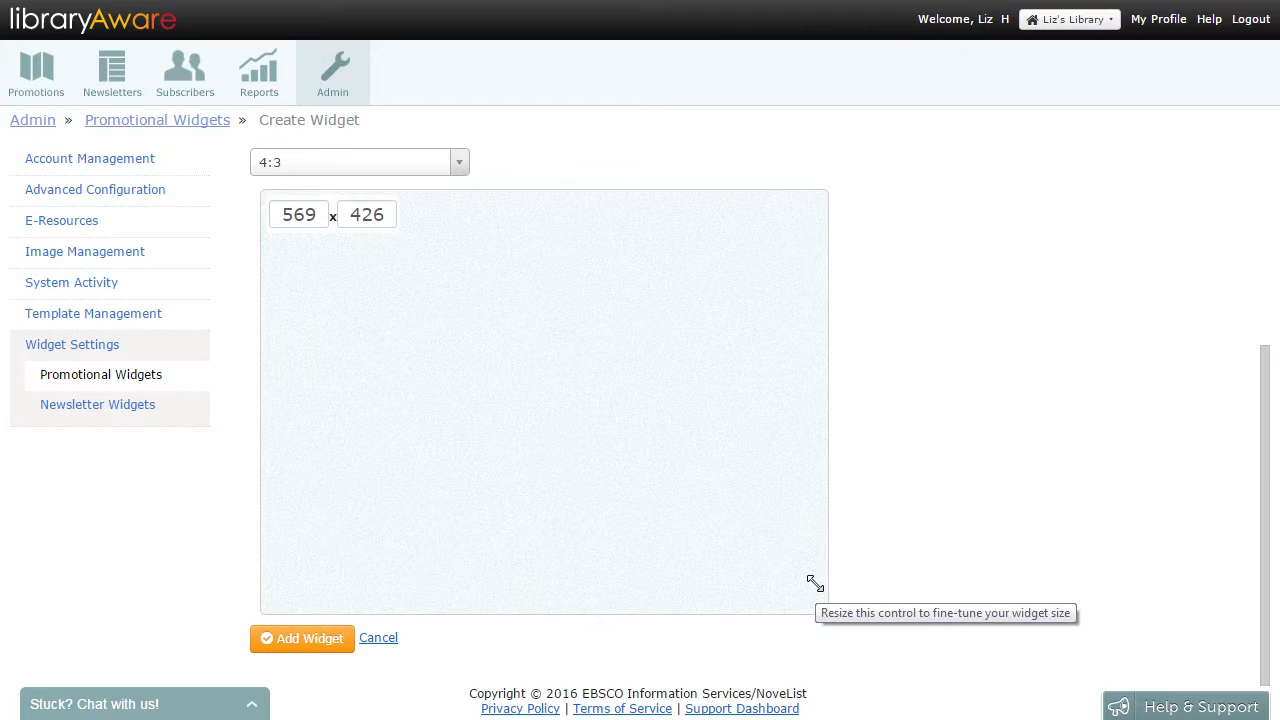 libraryAware
Welcome, Liz H
Liz's Library
My Profile
Help
Logout
Promotions
Newsletters
Subscribers
Reports
Admin
Admin » Promotional Widgets » Create Widget
Account Management
Advanced Configuration
E-Resources
Image Management
System Activity
Template Management
Widget Settings
Promotional Widgets
Newsletter Widgets
4:3
569 x 426
Resize this control to fine-tune your widget size
Add Widget Cancel
Copyright © 2016 EBSCO Information Services/NoveList
Privacy Policy | Terms of Service | Support Dashboard
Stuck? Chat with us!
Help & Support